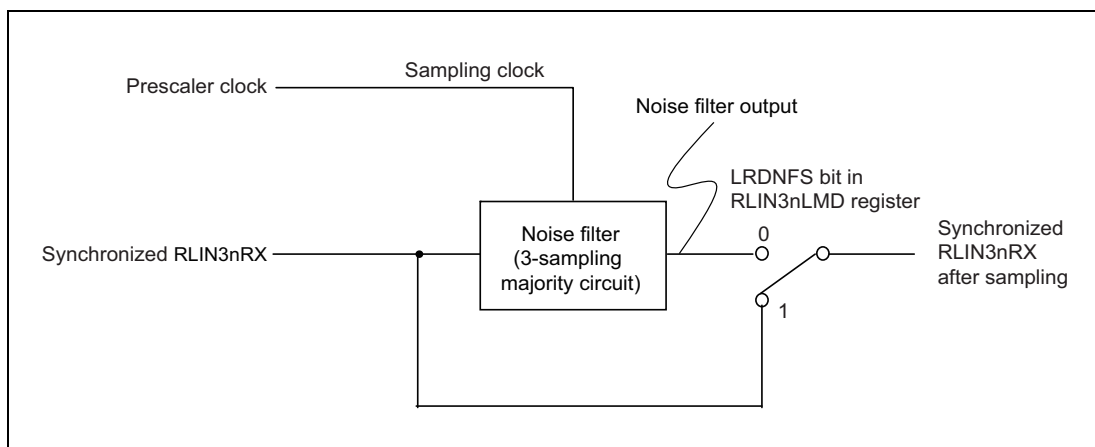 Sampling clock
Prescaler clock
Noise filter output
LRDNFS bit in
RLIN3nLMD register
Synchronized RLIN3nRX
Noise filter
(3-sampling
majority circuit)
0
1
Synchronized
RLIN3nRX
after sampling